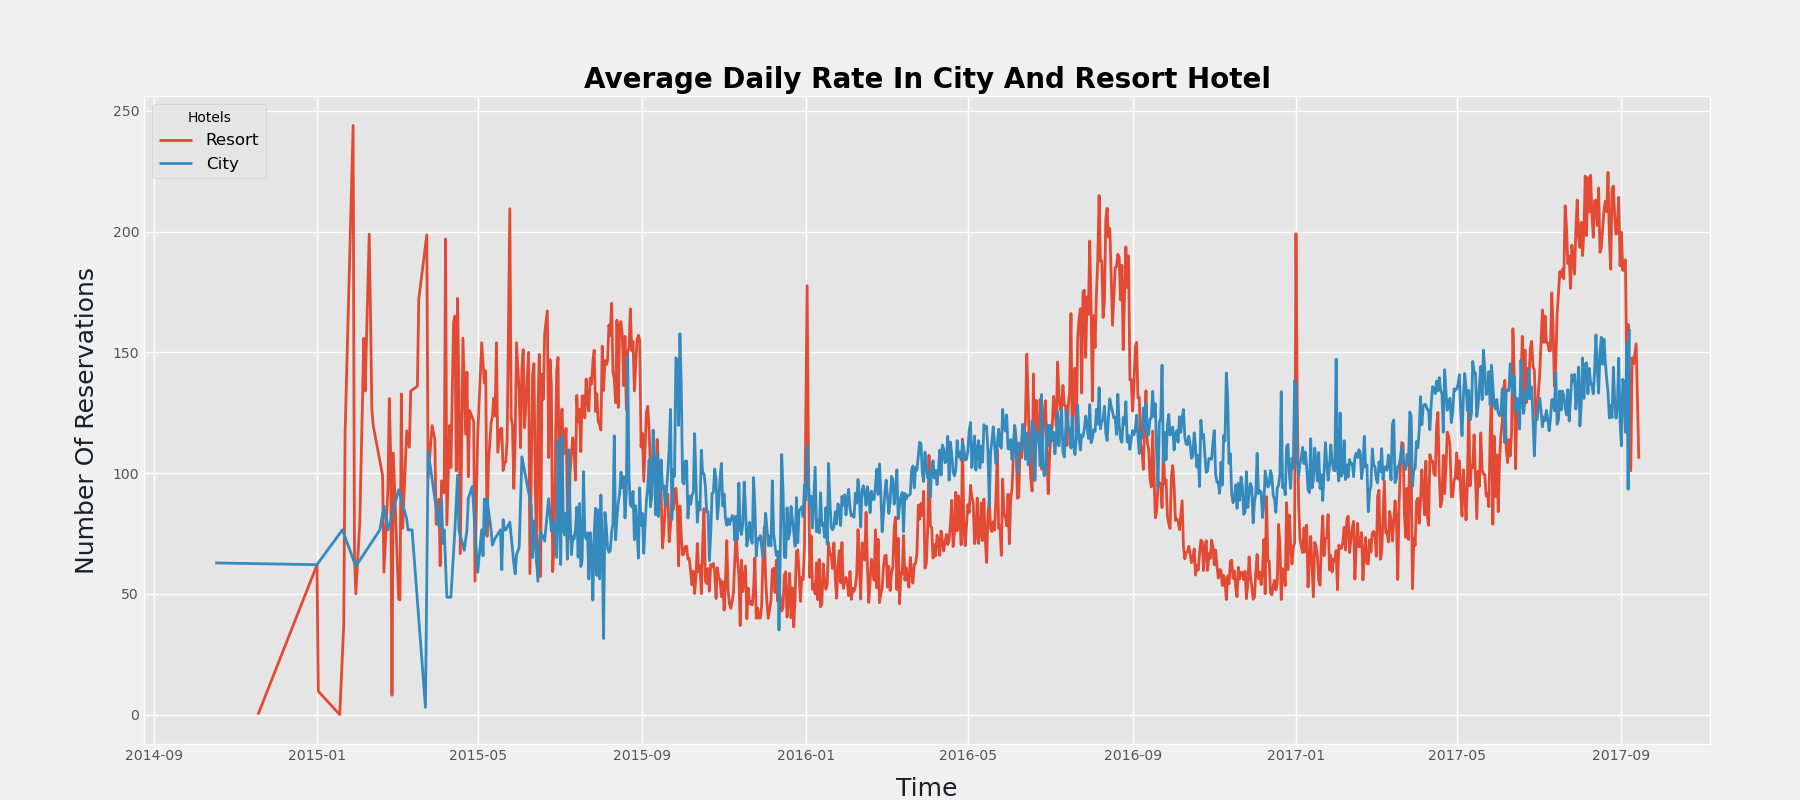 Average Daily Rate In City And Resort Hotel
Hotels
Resort
City
Number Of Reservations
250
200
150
100
50
0
2014-09 2015-01 2015-05 2015-09 2016-01 2016-05 2016-09 2017-01 2017-05 2017-09
Time